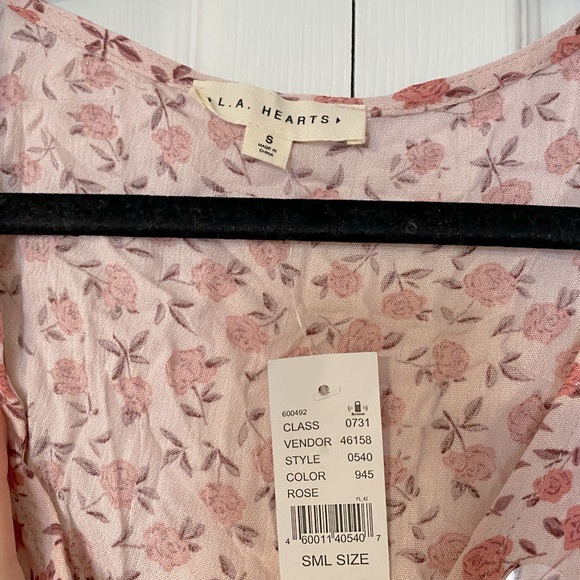 L.A. HEARTS
S
MADE IN
CHINA
600492
CLASS 0731
VENDOR 46158
STYLE 0540
COLOR 945
ROSE
FL_42
4 60011 40540 7
SML SIZE